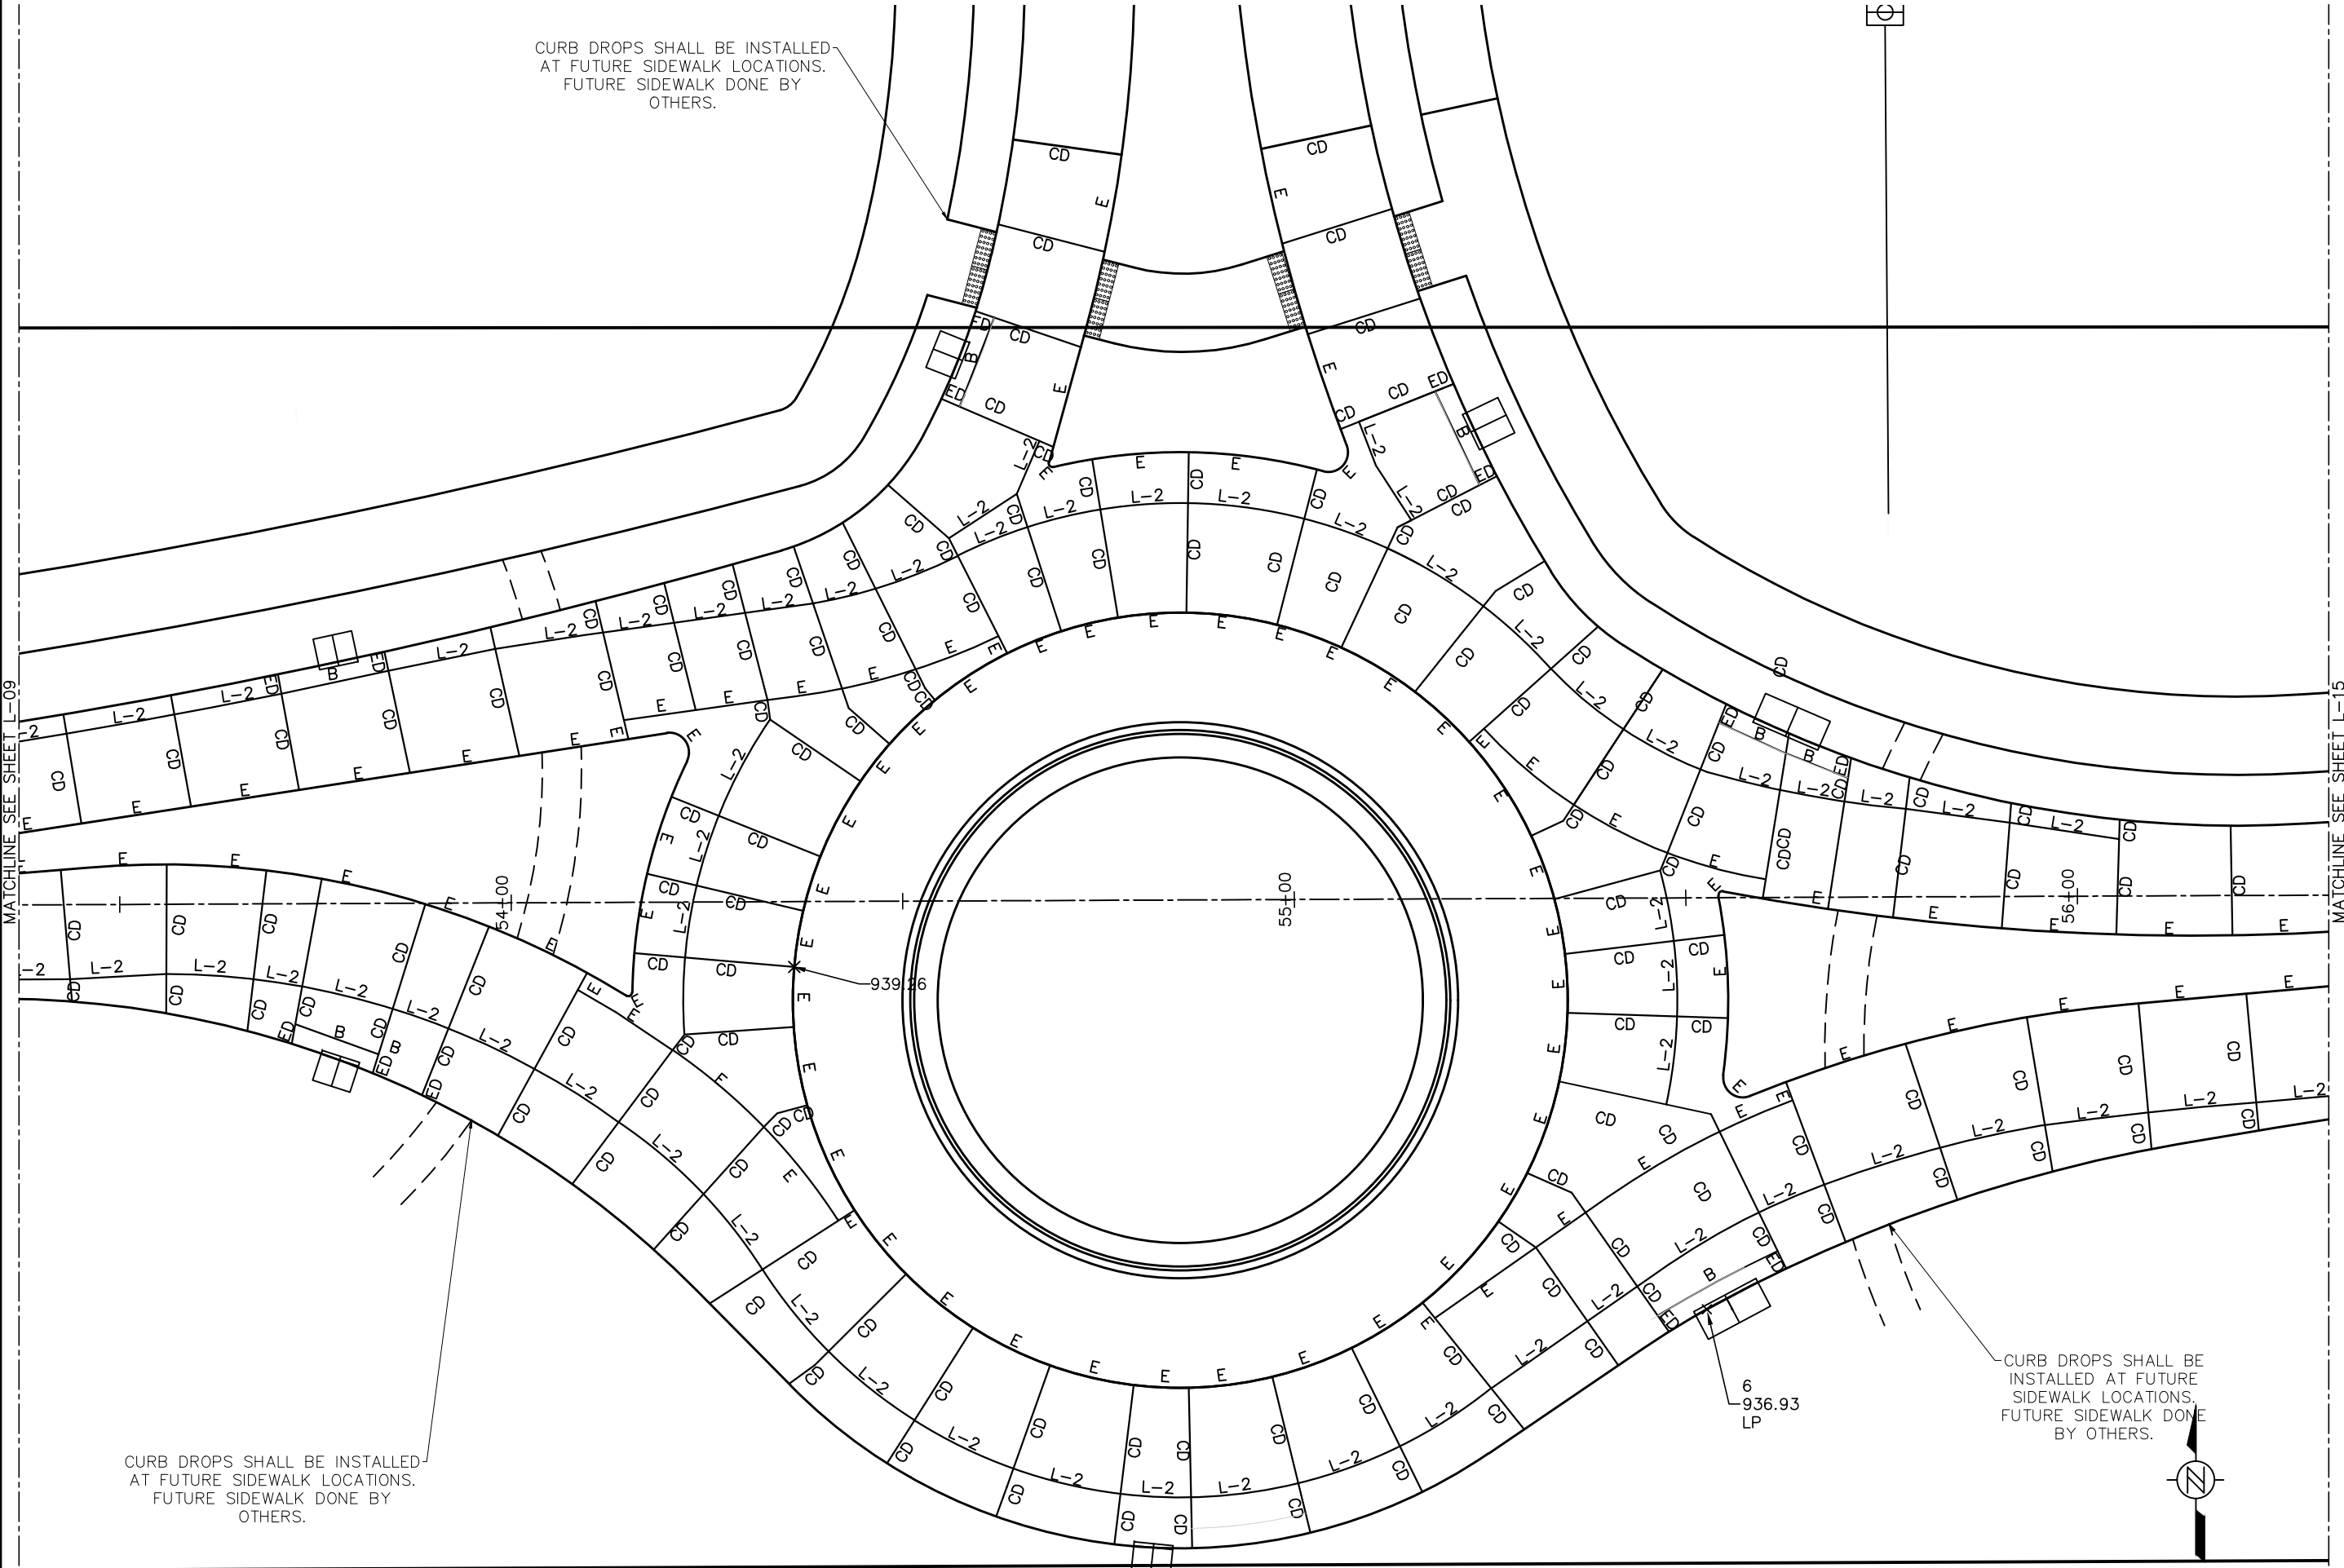 CURB DROPS SHALL BE INSTALLED
AT FUTURE SIDEWALK LOCATIONS.
FUTURE SIDEWALK DONE BY
OTHERS.
MATCHLINE SEE SHEET L-09
MATCHLINE SEE SHEET L-15
54+00
55+00
56+00
939.26
6
936.93
LP
CURB DROPS SHALL BE
INSTALLED AT FUTURE
SIDEWALK LOCATIONS.
FUTURE SIDEWALK DONE
BY OTHERS.
CURB DROPS SHALL BE INSTALLED
AT FUTURE SIDEWALK LOCATIONS.
FUTURE SIDEWALK DONE BY
OTHERS.
CD
E
L-2
ED
B
N